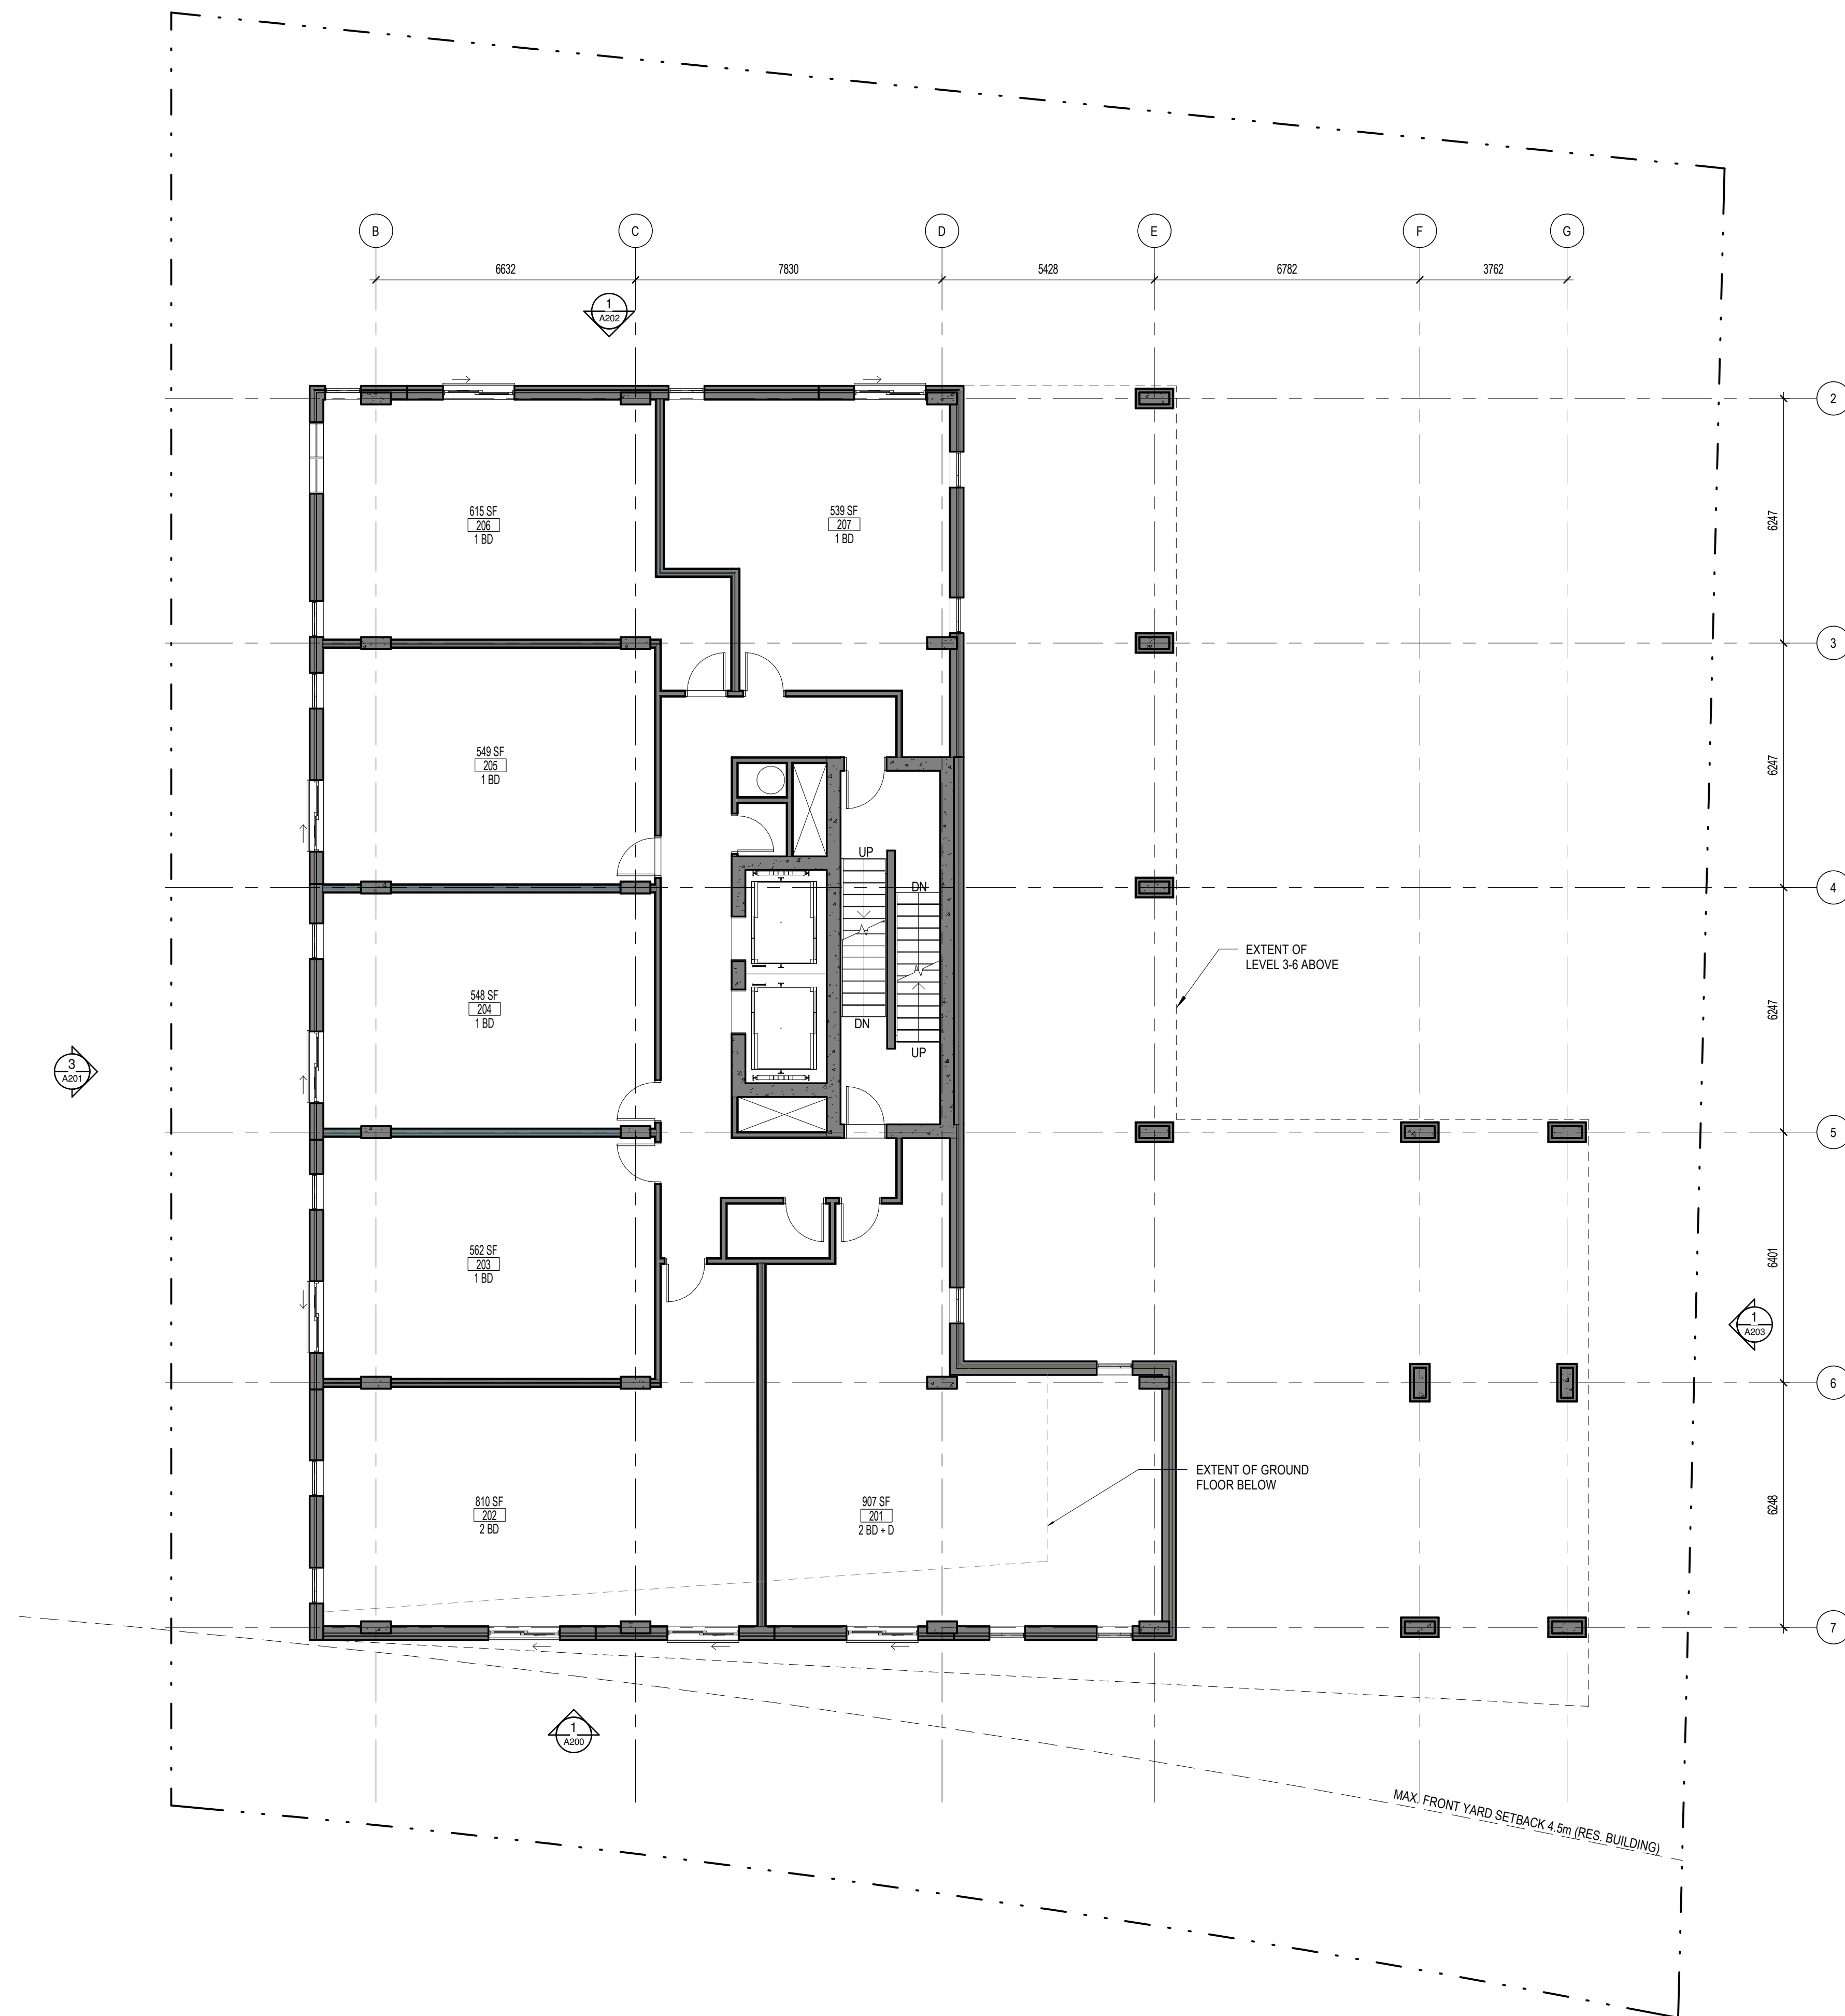 B
C
D
E
F
G
6632
7830
5428
6782
3762
1
A202
2
6247
615 SF
206
1 BD
539 SF
207
1 BD
3
549 SF
205
1 BD
6247
UP
DN
4
EXTENT OF
LEVEL 3-6 ABOVE
548 SF
204
1 BD
6247
DN
UP
3
A201
5
562 SF
203
1 BD
6401
1
A203
6
EXTENT OF GROUND
FLOOR BELOW
810 SF
202
2 BD
907 SF
201
2 BD + D
6248
7
1
A200
MAX. FRONT YARD SETBACK 4.5m (RES. BUILDING)